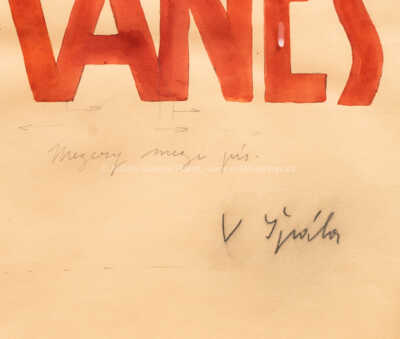 VANES
Mezery mezi pís.
V Špála